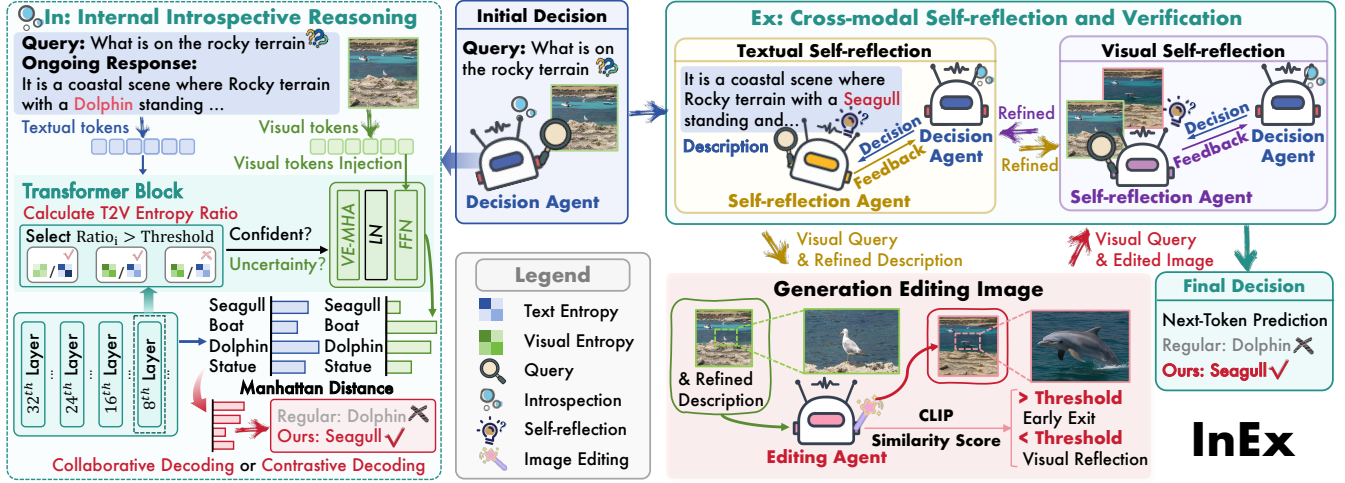 In: Internal Introspective Reasoning
Query: What is on the rocky terrain
Ongoing Response:
It is a coastal scene where Rocky terrain
with a Dolphin standing ...
Textual tokens
Visual tokens
Visual tokens Injection
Transformer Block
Calculate T2V Entropy Ratio
Select Ratio_i > Threshold
/
/
/
Confident?
Uncertainty?
VE-MHA
LN
FFN
32th Layer
...
24th Layer
...
16th Layer
...
8th Layer
...
Seagull
Boat
Dolphin
Statue
Seagull
Boat
Dolphin
Statue
Manhattan Distance
Regular: Dolphin
Ours: Seagull
Collaborative Decoding or Contrastive Decoding
Initial Decision
Query: What is on
the rocky terrain
Decision Agent
Legend
Text Entropy
Visual Entropy
Query
Introspection
Self-reflection
Image Editing
Ex: Cross-modal Self-reflection and Verification
Textual Self-reflection
It is a coastal scene where
Rocky terrain with a Seagull
standing and...
Description
Decision
Feedback
Decision
Agent
Self-reflection Agent
Refined
Refined
Visual Self-reflection
Decision
Feedback
Decision
Agent
Self-reflection Agent
Visual Query
& Refined Description
Visual Query
& Edited Image
Generation Editing Image
& Refined
Description
Editing Agent
CLIP
Similarity Score
> Threshold
Early Exit
< Threshold
Visual Reflection
Final Decision
Next-Token Prediction
Regular: Dolphin
Ours: Seagull
InEx